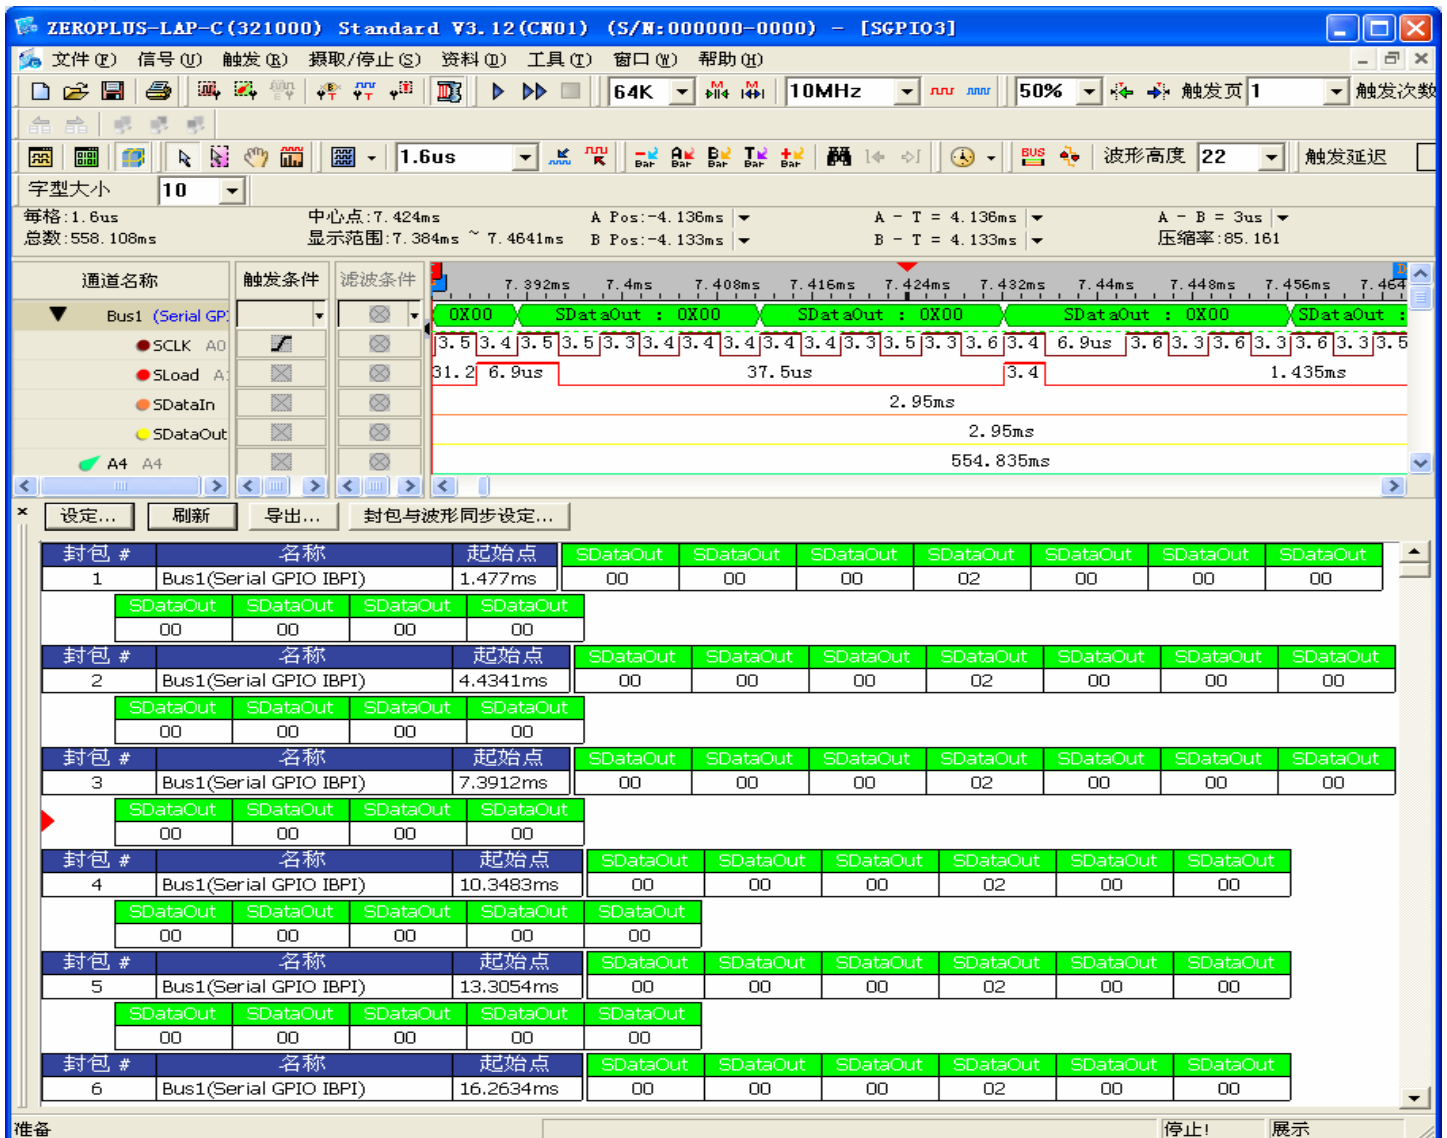 ZEROPLUS-LAP-C(321000) Standard V3.12(CN01) (S/N:000000-0000) - [SGPIO3]
文件(F) 信号(U) 触发(R) 摄取/停止(S) 资料(D) 工具(T) 窗口(W) 帮助(H)
64K 10MHz 50% 触发页 1 触发次数
1.6us Bar Bar Bar Bar Bar BUS 波形高度 22 触发延迟
字型大小 10
每格:1.6us 中心点:7.424ms A Pos:-4.136ms A - T = 4.136ms A - B = 3us
总数:558.108ms 显示范围:7.384ms ~ 7.4641ms B Pos:-4.133ms B - T = 4.133ms 压缩率:85.161
通道名称 触发条件 滤波条件 7.392ms 7.4ms 7.408ms 7.416ms 7.424ms 7.432ms 7.44ms 7.448ms 7.456ms 7.464
Bus1 (Serial GP: 0X00 SDataOut : 0X00 SDataOut : 0X00 SDataOut : 0X00 SDataOut :
SCLK A0 3.5 3.4 3.5 3.5 3.3 3.4 3.4 3.4 3.4 3.4 3.3 3.5 3.3 3.6 3.4 6.9us 3.6 3.3 3.6 3.3 3.6 3.3 3.5
SLoad A: 31.2 6.9us 37.5us 3.4 1.435ms
SDataIn 2.95ms
SDataOut 2.95ms
A4 A4 554.835ms
设定... 刷新 导出... 封包与波形同步设定...
封包 # 名称 起始点 SDataOut SDataOut SDataOut SDataOut SDataOut SDataOut SDataOut
1 Bus1(Serial GPIO IBPI) 1.477ms 00 00 00 02 00 00 00
SDataOut SDataOut SDataOut SDataOut
00 00 00 00
封包 # 名称 起始点 SDataOut SDataOut SDataOut SDataOut SDataOut SDataOut SDataOut
2 Bus1(Serial GPIO IBPI) 4.4341ms 00 00 00 02 00 00 00
SDataOut SDataOut SDataOut SDataOut
00 00 00 00
封包 # 名称 起始点 SDataOut SDataOut SDataOut SDataOut SDataOut SDataOut SDataOut
3 Bus1(Serial GPIO IBPI) 7.3912ms 00 00 00 02 00 00 00
SDataOut SDataOut SDataOut SDataOut
00 00 00 00
封包 # 名称 起始点 SDataOut SDataOut SDataOut SDataOut SDataOut SDataOut
4 Bus1(Serial GPIO IBPI) 10.3483ms 00 00 00 02 00 00
SDataOut SDataOut SDataOut SDataOut SDataOut
00 00 00 00 00
封包 # 名称 起始点 SDataOut SDataOut SDataOut SDataOut SDataOut SDataOut
5 Bus1(Serial GPIO IBPI) 13.3054ms 00 00 00 02 00 00
SDataOut SDataOut SDataOut SDataOut SDataOut
00 00 00 00 00
封包 # 名称 起始点 SDataOut SDataOut SDataOut SDataOut SDataOut SDataOut
6 Bus1(Serial GPIO IBPI) 16.2634ms 00 00 00 02 00 00
准备 停止! 展示